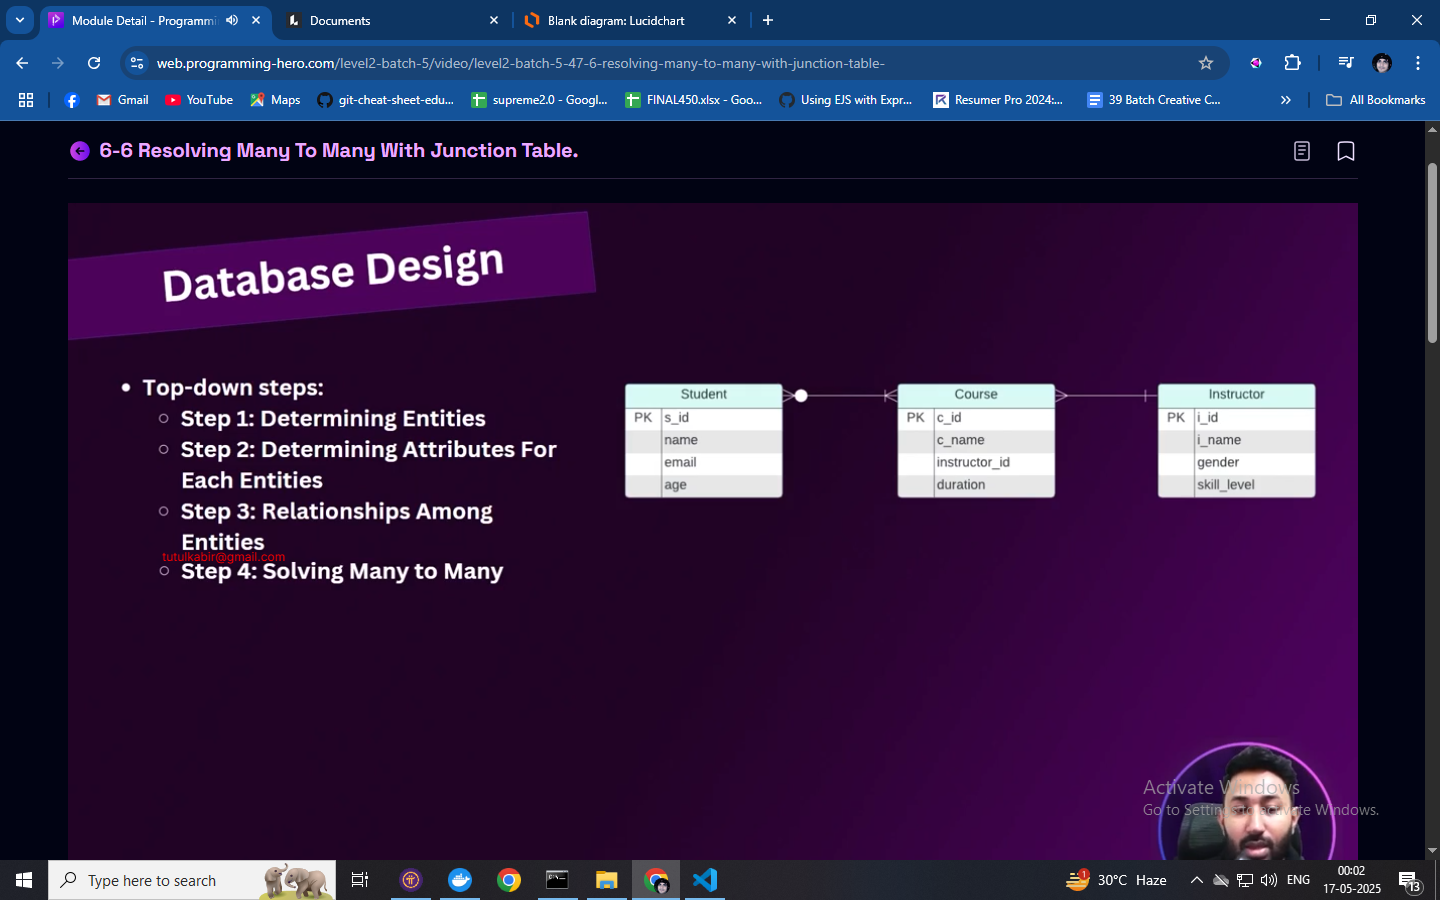 Module Detail - Programmi
Documents
Blank diagram: Lucidchart
web.programming-hero.com/level2-batch-5/video/level2-batch-5-47-6-resolving-many-to-many-with-junction-table-
Gmail
YouTube
Maps
git-cheat-sheet-edu...
supreme2.0 - Googl...
FINAL450.xlsx - Goo...
Using EJS with Expr...
Resumer Pro 2024:...
39 Batch Creative C...
All Bookmarks
6-6 Resolving Many To Many With Junction Table.
Database Design
Top-down steps:
Step 1: Determining Entities
Step 2: Determining Attributes For
Each Entities
Step 3: Relationships Among
Entities
tutulkabir@gmail.com
Step 4: Solving Many to Many
Student
PK s_id
name
email
age
Course
PK c_id
c_name
instructor_id
duration
Instructor
PK i_id
i_name
gender
skill_level
Activate Windows
Go to Settings to activate Windows.
Type here to search
1
30°C Haze
ENG
00:02
17-05-2025
13